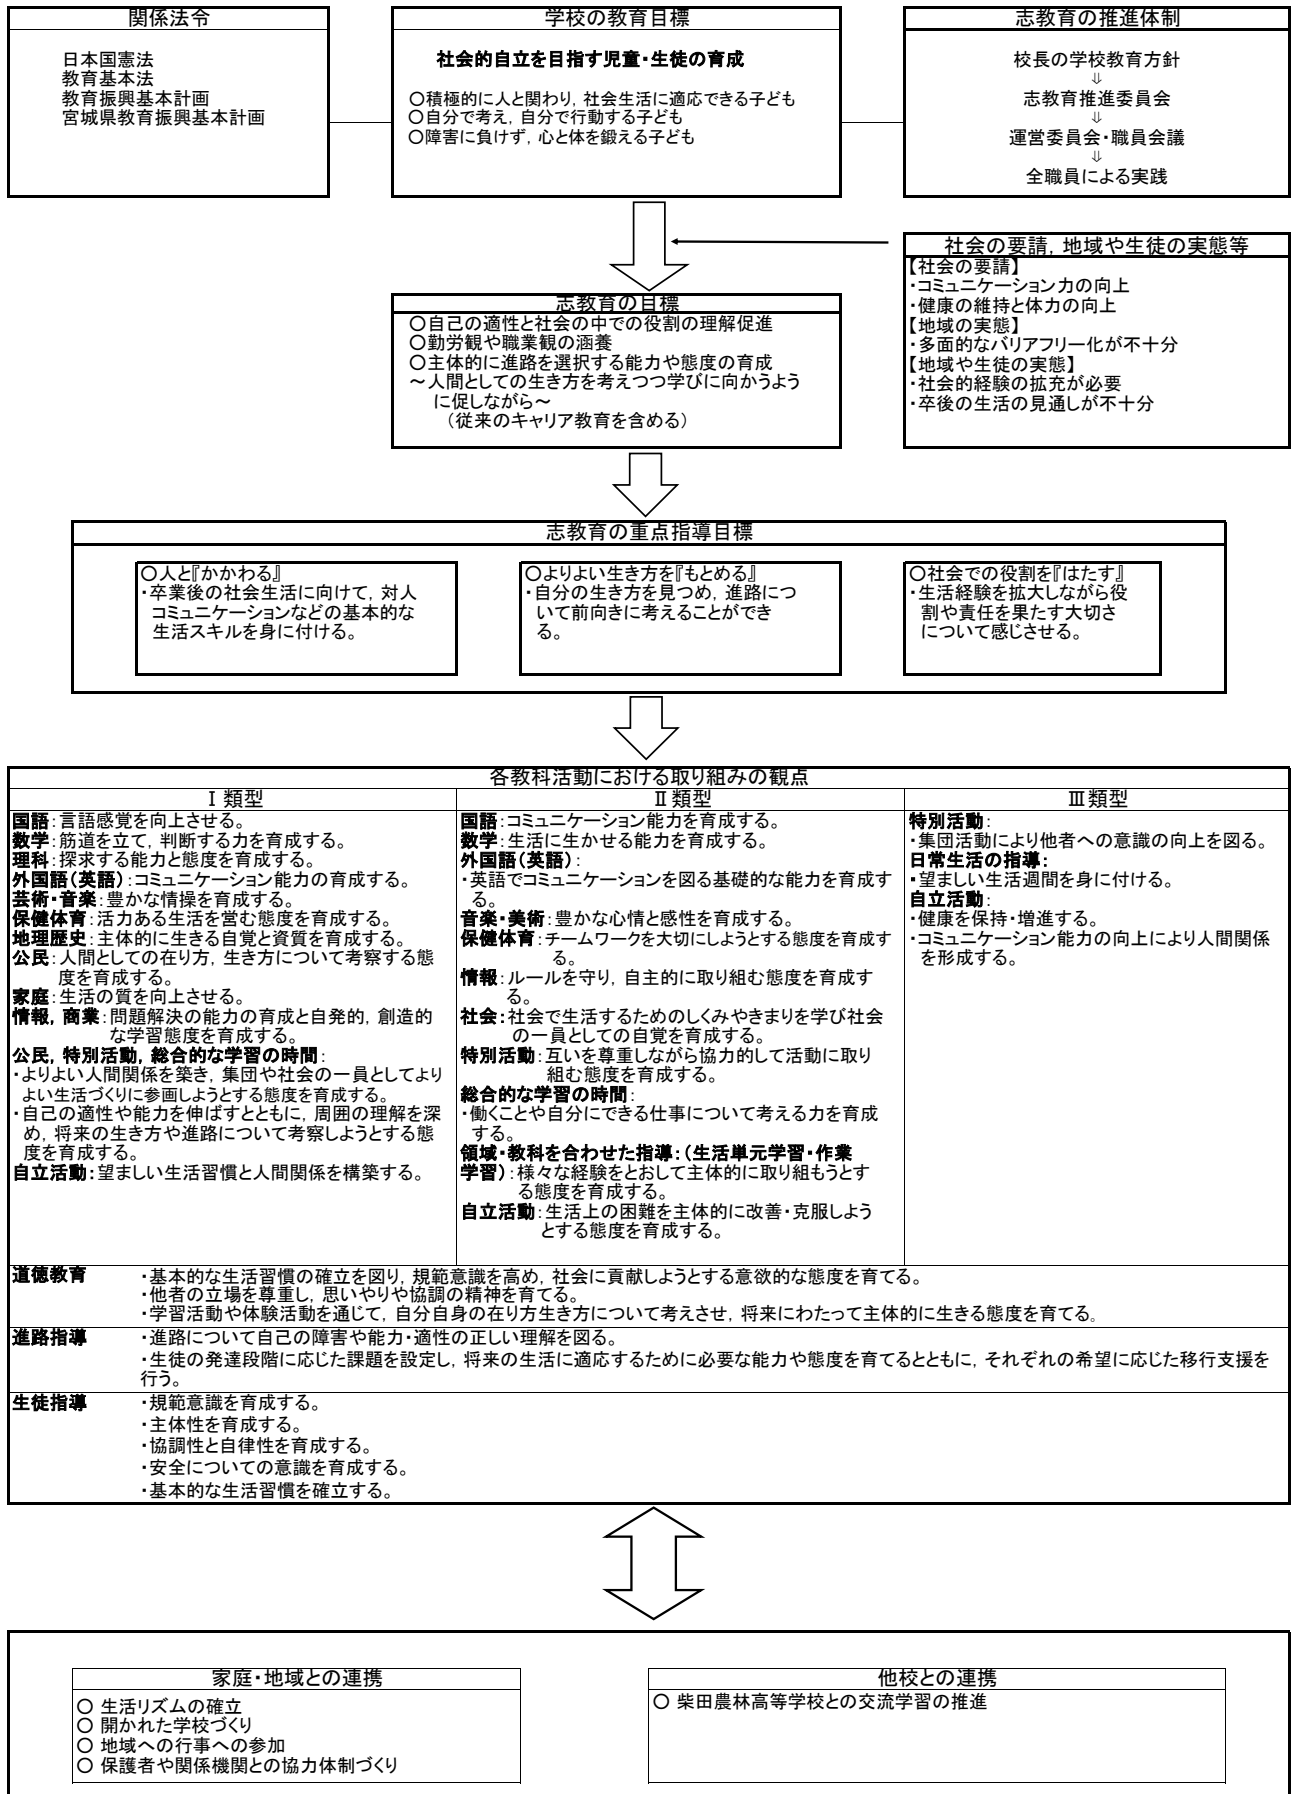 関係法令
日本国憲法
教育基本法
教育振興基本計画
宮城県教育振興基本計画
学校の教育目標
社会的自立を目指す児童・生徒の育成
○積極的に人と関わり，社会生活に適応できる子ども
○自分で考え，自分で行動する子ども
○障害に負けず，心と体を鍛える子ども
志教育の推進体制
校長の学校教育方針
⇓
志教育推進委員会
⇓
運営委員会・職員会議
⇓
全職員による実践
社会の要請，地域や生徒の実態等
【社会の要請】
・コミュニケーション力の向上
・健康の維持と体力の向上
【地域の実態】
・多面的なバリアフリー化が不十分
【地域や生徒の実態】
・社会的経験の拡充が必要
・卒後の生活の見通しが不十分
志教育の目標
○自己の適性と社会の中での役割の理解促進
○勤労観や職業観の涵養
○主体的に進路を選択する能力や態度の育成
～人間としての生き方を考えつつ学びに向かうよう
に促しながら～
（従来のキャリア教育を含める）
志教育の重点指導目標
○人と『かかわる』
・卒業後の社会生活に向けて，対人
コミュニケーションなどの基本的な
生活スキルを身に付ける。
○よりよい生き方を『もとめる』
・自分の生き方を見つめ，進路につ
いて前向きに考えることができ
る。
○社会での役割を『はたす』
・生活経験を拡大しながら役
割や責任を果たす大切さ
について感じさせる。
各教科活動における取り組みの観点
Ⅰ類型
国語：言語感覚を向上させる。
数学：筋道を立て，判断する力を育成する。
理科：探求する能力と態度を育成する。
外国語（英語）：コミュニケーション能力の育成する。
芸術・音楽：豊かな情操を育成する。
保健体育：活力ある生活を営む態度を育成する。
地理歴史：主体的に生きる自覚と資質を育成する。
公民：人間としての在り方，生き方について考察する態
度を育成する。
家庭：生活の質を向上させる。
情報，商業：問題解決の能力の育成と自発的，創造的
な学習態度を育成する。
公民，特別活動，総合的な学習の時間：
・よりよい人間関係を築き，集団や社会の一員としてより
よい生活づくりに参画しようとする態度を育成する。
・自己の適性や能力を伸ばすとともに，周囲の理解を深
め，将来の生き方や進路について考察しようとする態
度を育成する。
自立活動：望ましい生活習慣と人間関係を構築する。
Ⅱ類型
国語：コミュニケーション能力を育成する。
数学：生活に生かせる能力を育成する。
外国語（英語）：
・英語でコミュニケーションを図る基礎的な能力を育成す
る。
音楽・美術：豊かな心情と感性を育成する。
保健体育：チームワークを大切にしようとする態度を育成す
る。
情報：ルールを守り，自主的に取り組む態度を育成す
る。
社会：社会で生活するためのしくみやきまりを学び社会
の一員としての自覚を育成する。
特別活動：互いを尊重しながら協力的して活動に取り
組む態度を育成する。
総合的な学習の時間：
・働くことや自分にできる仕事について考える力を育成
する。
領域・教科を合わせた指導：（生活単元学習・作業
学習）：様々な経験をとおして主体的に取り組もうとす
る態度を育成する。
自立活動：生活上の困難を主体的に改善・克服しよう
とする態度を育成する。
Ⅲ類型
特別活動：
・集団活動により他者への意識の向上を図る。
日常生活の指導：
・望ましい生活週間を身に付ける。
自立活動：
・健康を保持・増進する。
・コミュニケーション能力の向上により人間関係
を形成する。
道徳教育 ・基本的な生活習慣の確立を図り，規範意識を高め，社会に貢献しようとする意欲的な態度を育てる。
・他者の立場を尊重し，思いやりや協調の精神を育てる。
・学習活動や体験活動を通じて，自分自身の在り方生き方について考えさせ，将来にわたって主体的に生きる態度を育てる。
進路指導 ・進路について自己の障害や能力・適性の正しい理解を図る。
・生徒の発達段階に応じた課題を設定し，将来の生活に適応するために必要な能力や態度を育てるとともに，それぞれの希望に応じた移行支援を
行う。
生徒指導 ・規範意識を育成する。
・主体性を育成する。
・協調性と自律性を育成する。
・安全についての意識を育成する。
・基本的な生活習慣を確立する。
家庭・地域との連携
○ 生活リズムの確立
○ 開かれた学校づくり
○ 地域への行事への参加
○ 保護者や関係機関との協力体制づくり
他校との連携
○ 柴田農林高等学校との交流学習の推進